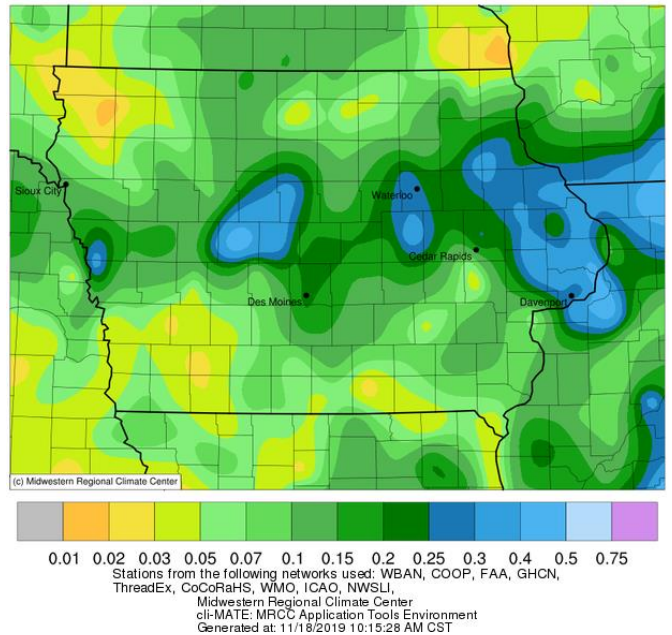 Sioux City
Waterloo
Cedar Rapids
Des Moines
Davenport
(c) Midwestern Regional Climate Center
0.01 0.02 0.03 0.05 0.07 0.1 0.15 0.2 0.25 0.3 0.4 0.5 0.75
Stations from the following networks used: WBAN, COOP, FAA, GHCN,
ThreadEx, CoCoRaHS, WMO, ICAO, NWSLI,
Midwestern Regional Climate Center
cli-MATE: MRCC Application Tools Environment
Generated at: 11/18/2019 10:15:28 AM CST